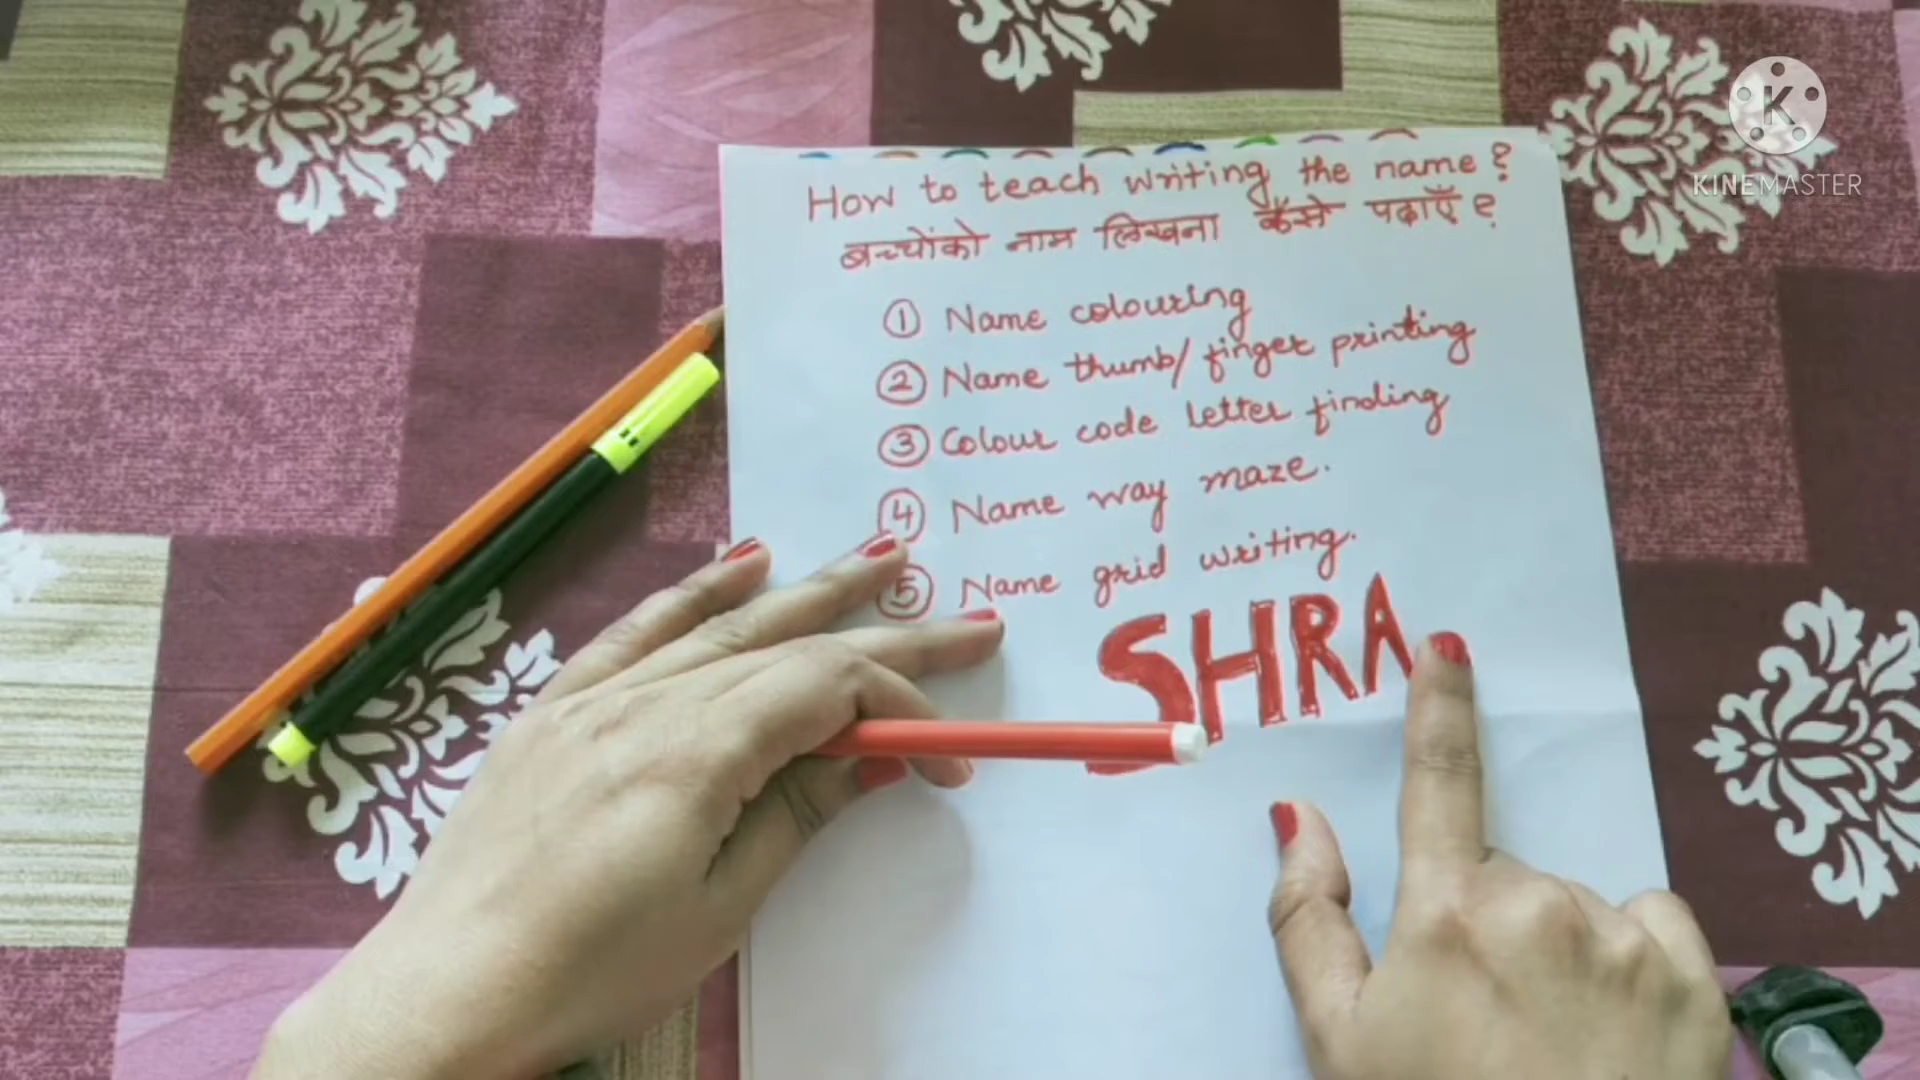 K
KINEMASTER
How to teach writing the name?
बच्चोंको नाम लिखना कैसे पढाएँ?
① Name colouring
② Name thumb/finger printing
③ Colour code letter finding
④ Name way maze.
⑤ Name grid writing.
SHRA